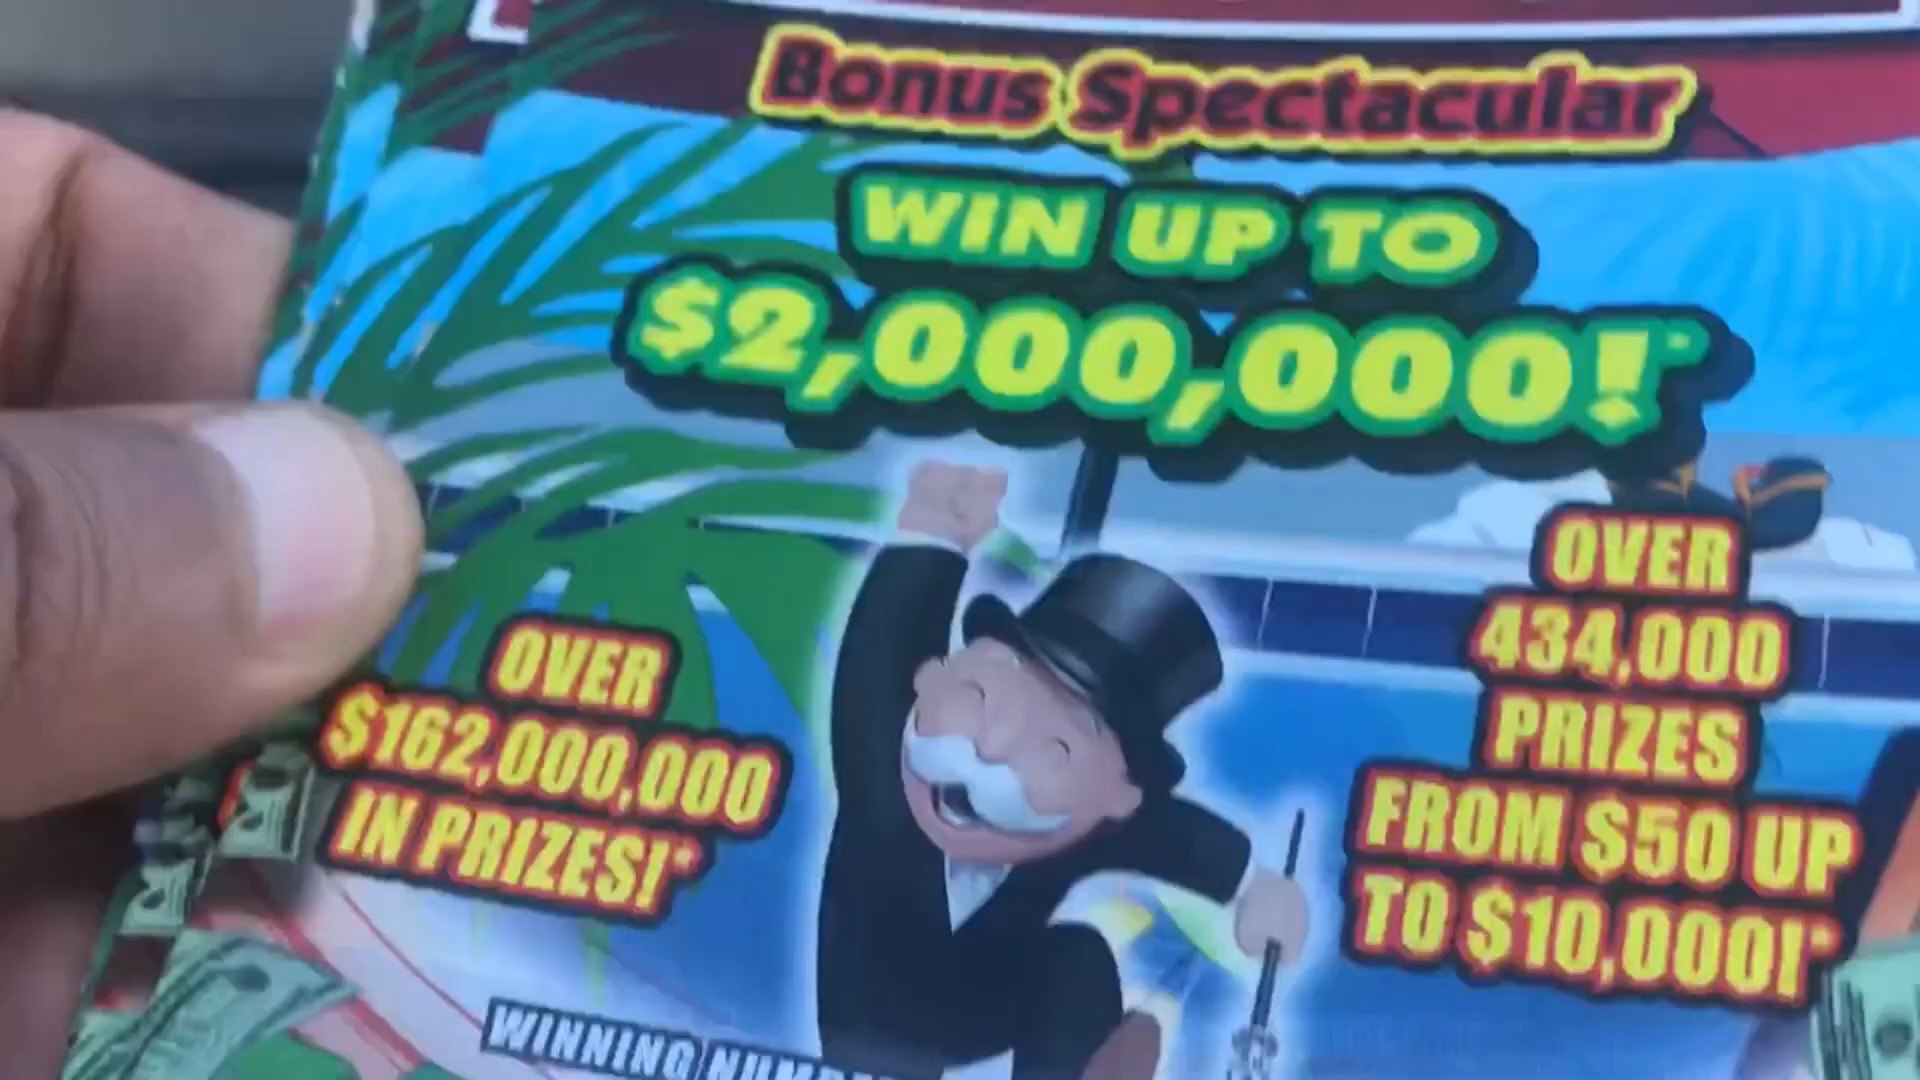 Bonus Spectacular
WIN UP TO
$2,000,000!*
OVER
$162,000,000
IN PRIZES!*
OVER
434,000
PRIZES
FROM $50 UP
TO $10,000!*
WINNING